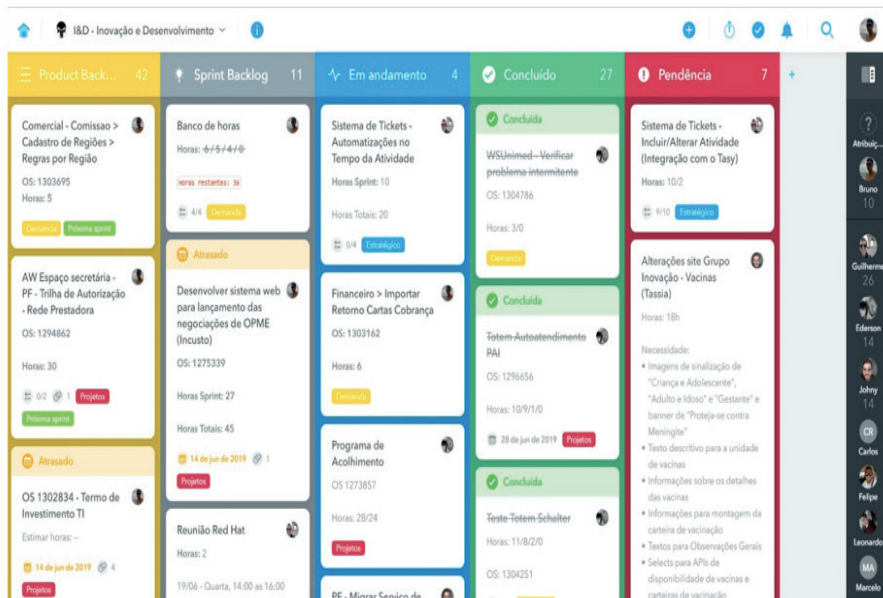 I&D - Inovação e Desenvolvimento
Product Back... 42
Comercial - Comissao >
Cadastro de Regiões >
Regras por Região
OS: 1303695
Horas: 5
Demanda Próxima sprint
AW Espaço secretária -
PF - Trilha de Autorização
- Rede Prestadora
OS: 1294862
Horas: 30
0/2 1 Projetos
Próxima sprint
Atrasado
OS 1302834 - Termo de
Investimento TI
Estimar horas: --
14 de jun de 2019 4
Projetos
Sprint Backlog 11
Banco de horas
Horas: 6/5/4/0
Horas restantes: 36
4/4 Demanda
Atrasado
Desenvolver sistema web
para lançamento das
negociações de OPME
(Incusto)
OS: 1275339
Horas Sprint: 27
Horas Totais: 45
14 de jun de 2019 1
Projetos
Reunião Red Hat
Horas: 2
19/06 - Quarta, 14:00 as 16:00
Em andamento 4
Sistema de Tickets -
Automatizações no
Tempo da Atividade
Horas Sprint: 10
Horas Totais: 20
0/4 Estratégico
Financeiro > Importar
Retorno Cartas Cobrança
OS: 1303162
Horas: 6
Demanda
Programa de
Acolhimento
OS 1273857
Horas: 28/24
Projetos
PF - Migrar Serviço de
Concluído 27
Concluída
WSUnimed - Verificar
problema intermitente
OS: 1304786
Horas: 3/0
Demanda
Concluída
Totem Autoatendimento
PAI
OS: 1296656
Horas: 10/9/1/0
28 de jun de 2019 Projetos
Concluída
Teste Totem Schalter
Horas: 11/8/2/0
OS: 1304251
Pendência 7
Sistema de Tickets -
Incluir/Alterar Atividade
(Integração com o Tasy)
Horas: 10/2
9/10 Estratégico
Alterações site Grupo
Inovação - Vacinas
(Tassia)
Horas: 18h
Necessidade:
• Imagens de sinalização de
"Criança e Adolescente",
"Adulto e Idoso" e "Gestante" e
banner de "Proteja-se contra
Meningite"
• Texto descritivo para a unidade
de vacinas
• Informações sobre os detalhes
das vacinas
• Informações para montagem da
carteira de vacinação
• Textos para Observações Gerais
• Selects para APIs de
disponibilidade de vacinas e
carteiras de vacinação
+
?
Atribuiç...
Bruno
10
Guilherme
26
Ederson
14
Johny
14
CR
Carlos
Felipe
Leonardo
MA
Marcelo